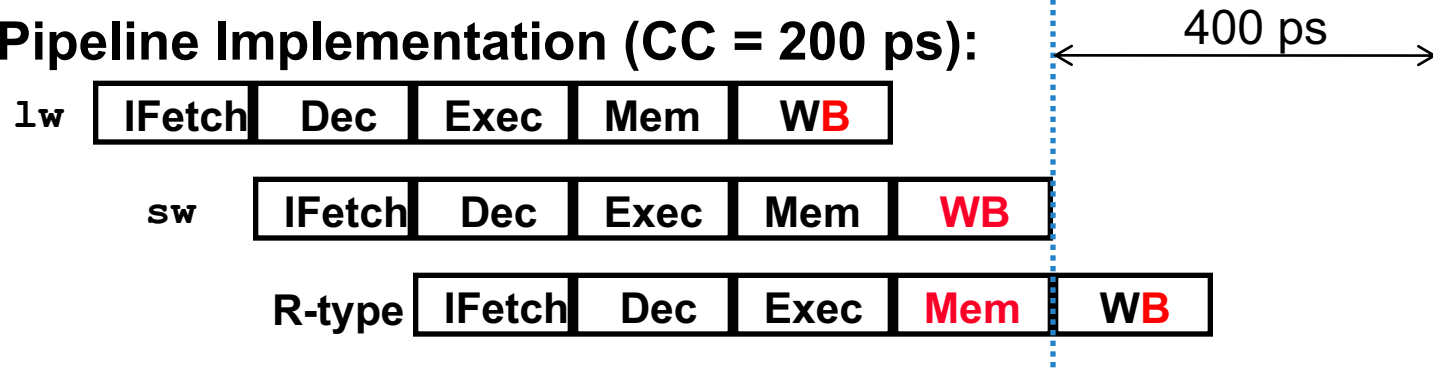 Pipeline Implementation (CC = 200 ps):
400 ps
lw IFetch Dec Exec Mem WB
sw IFetch Dec Exec Mem WB
R-type IFetch Dec Exec Mem WB